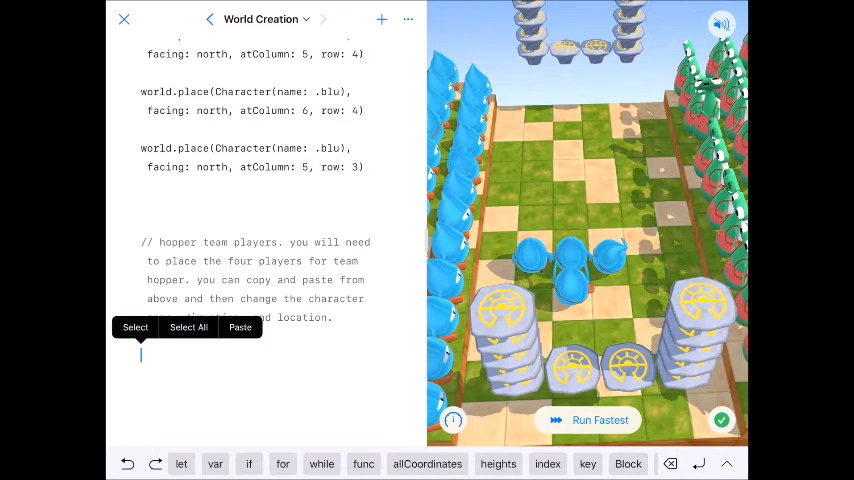 World Creation
facing: north, atColumn: 5, row: 4)
world.place(Character(name: .blu),
facing: north, atColumn: 6, row: 4)
world.place(Character(name: .blu),
facing: north, atColumn: 5, row: 3)
// hopper team players. you will need
to place the four players for team
hopper. you can copy and paste from
above and then change the character
nd location.
Select Select All Paste
Run Fastest
let var if for while func allCoordinates heights index key Block